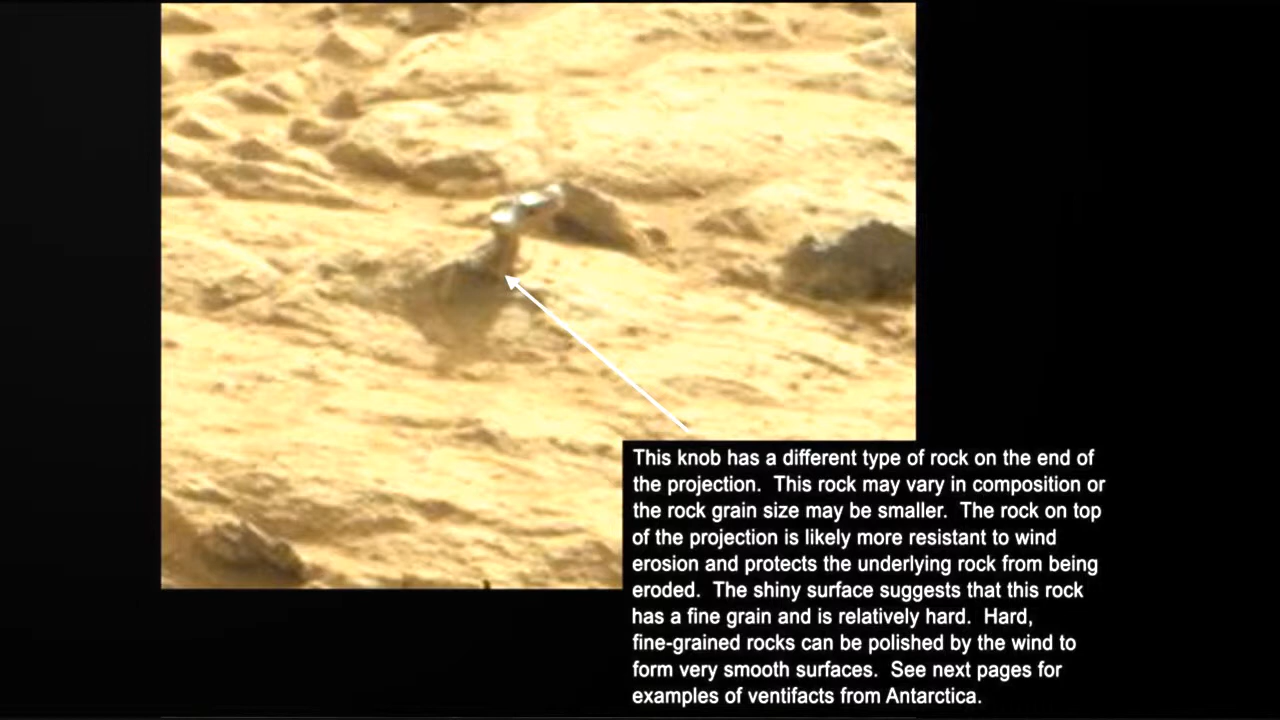 This knob has a different type of rock on the end of
the projection.  This rock may vary in composition or
the rock grain size may be smaller.  The rock on top
of the projection is likely more resistant to wind
erosion and protects the underlying rock from being
eroded.  The shiny surface suggests that this rock
has a fine grain and is relatively hard.  Hard,
fine-grained rocks can be polished by the wind to
form very smooth surfaces.  See next pages for
examples of ventifacts from Antarctica.